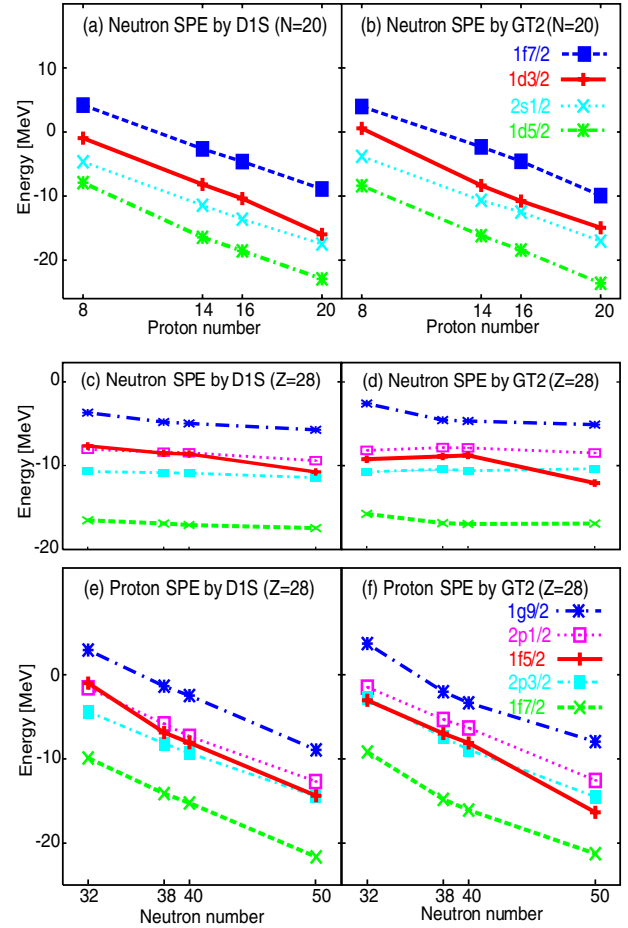 (a) Neutron SPE by D1S (N=20)
(b) Neutron SPE by GT2 (N=20)
1f7/2
1d3/2
2s1/2
1d5/2
Energy [MeV]
10
0
-10
-20
8
14
16
20
8
14
16
20
Proton number
Proton number
(c) Neutron SPE by D1S (Z=28)
(d) Neutron SPE by GT2 (Z=28)
Energy [MeV]
0
-10
-20
(e) Proton SPE by D1S (Z=28)
(f) Proton SPE by GT2 (Z=28)
1g9/2
2p1/2
1f5/2
2p3/2
1f7/2
Energy [MeV]
0
-10
-20
32
38
40
50
32
38
40
50
Neutron number
Neutron number